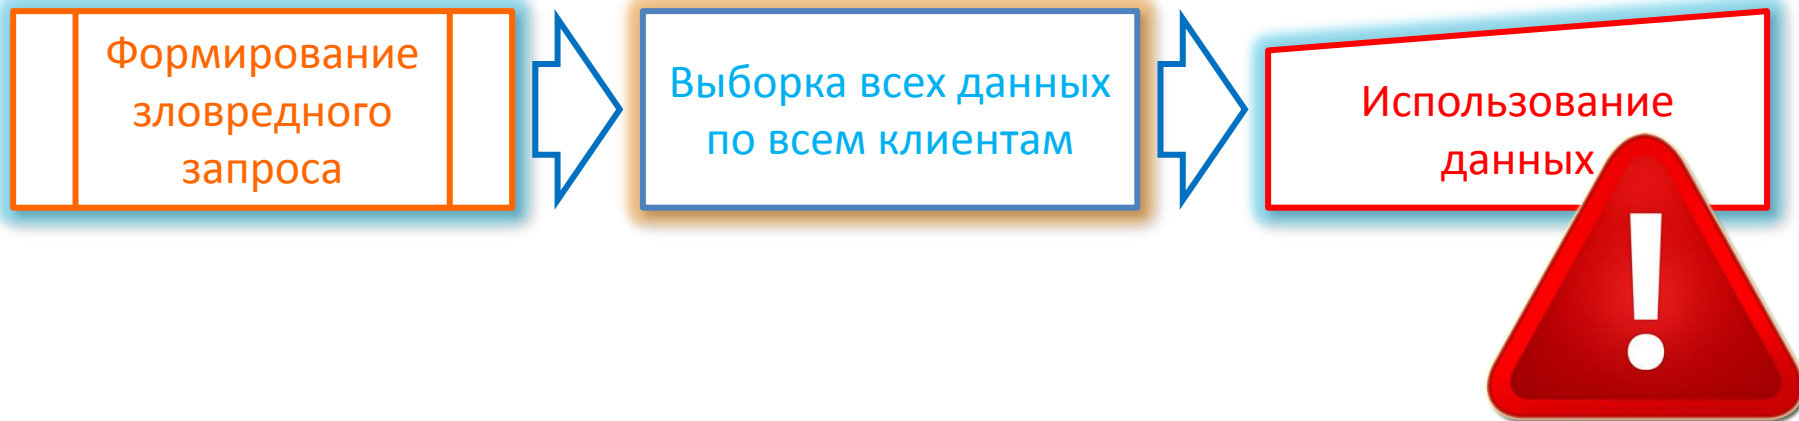 Формирование
зловредного
запроса
Выборка всех данных
по всем клиентам
Использование
данных
!